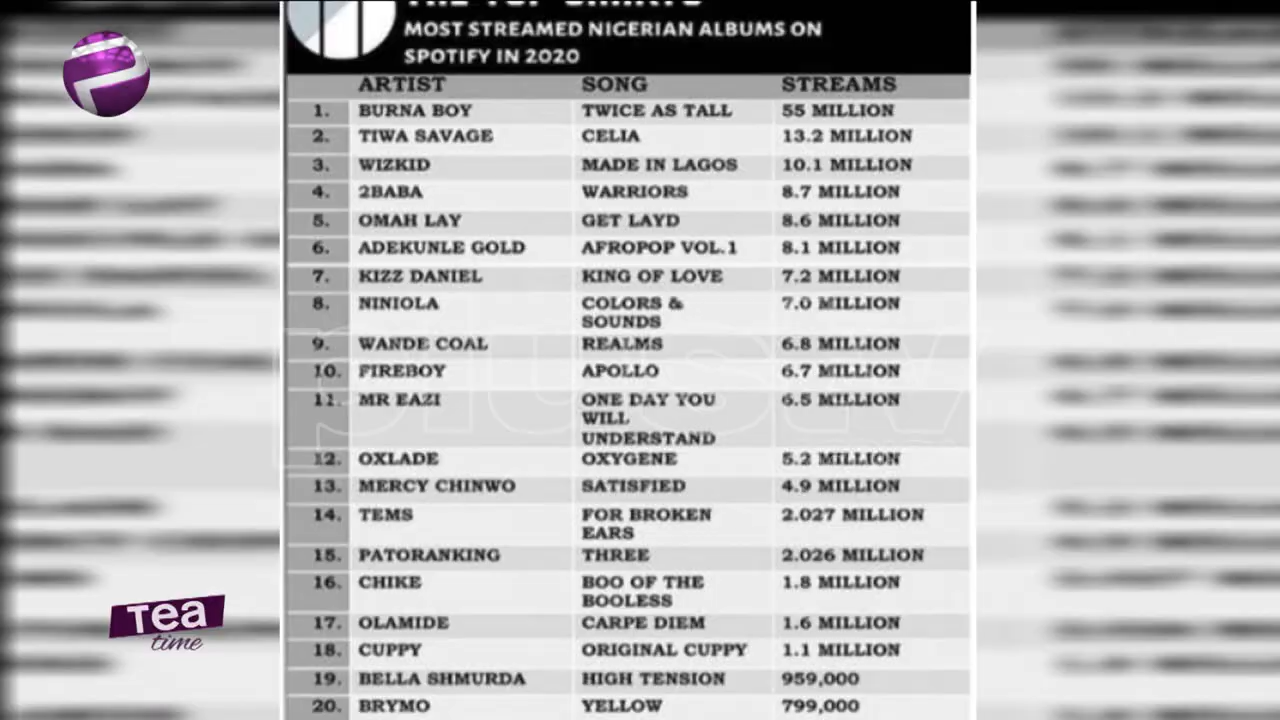 MOST STREAMED NIGERIAN ALBUMS ON
SPOTIFY IN 2020
ARTIST SONG STREAMS
1. BURNA BOY TWICE AS TALL 55 MILLION
2. TIWA SAVAGE CELIA 13.2 MILLION
3. WIZKID MADE IN LAGOS 10.1 MILLION
4. 2BABA WARRIORS 8.7 MILLION
5. OMAH LAY GET LAYD 8.6 MILLION
6. ADEKUNLE GOLD AFROPOP VOL.1 8.1 MILLION
7. KIZZ DANIEL KING OF LOVE 7.2 MILLION
8. NINIOLA COLORS & 7.0 MILLION
SOUNDS
9. WANDE COAL REALMS 6.8 MILLION
10. FIREBOY APOLLO 6.7 MILLION
11. MR EAZI ONE DAY YOU 6.5 MILLION
WILL
UNDERSTAND
12. OXLADE OXYGENE 5.2 MILLION
13. MERCY CHINWO SATISFIED 4.9 MILLION
14. TEMS FOR BROKEN 2.027 MILLION
EARS
15. PATORANKING THREE 2.026 MILLION
16. CHIKE BOO OF THE 1.8 MILLION
BOOLESS
17. OLAMIDE CARPE DIEM 1.6 MILLION
18. CUPPY ORIGINAL CUPPY 1.1 MILLION
19. BELLA SHMURDA HIGH TENSION 959,000
20. BRYMO YELLOW 799,000
plustv
Tea
time